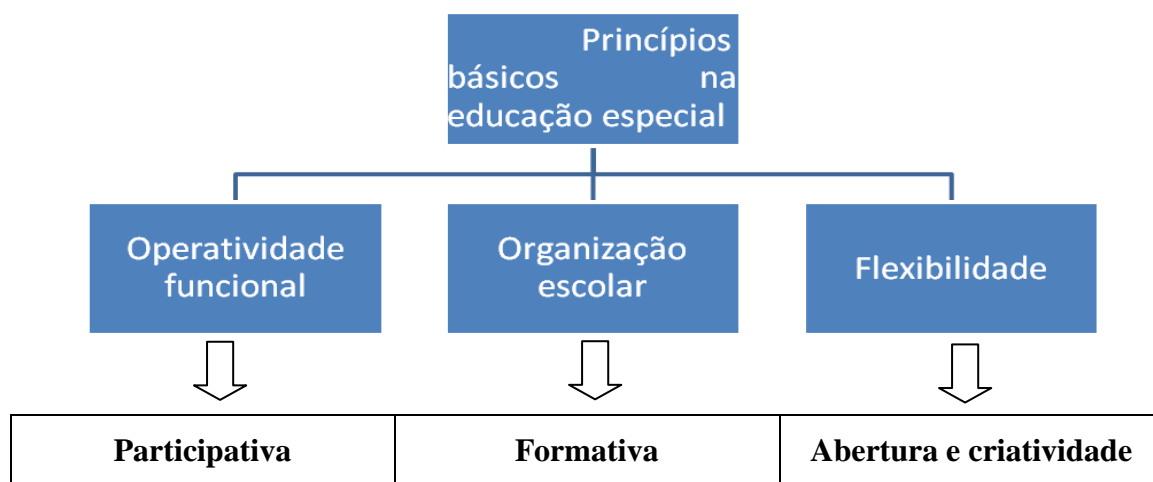 Princípios
básicos na
educação especial
Operatividade
funcional
Organização
escolar
Flexibilidade
Participativa
Formativa
Abertura e criatividade